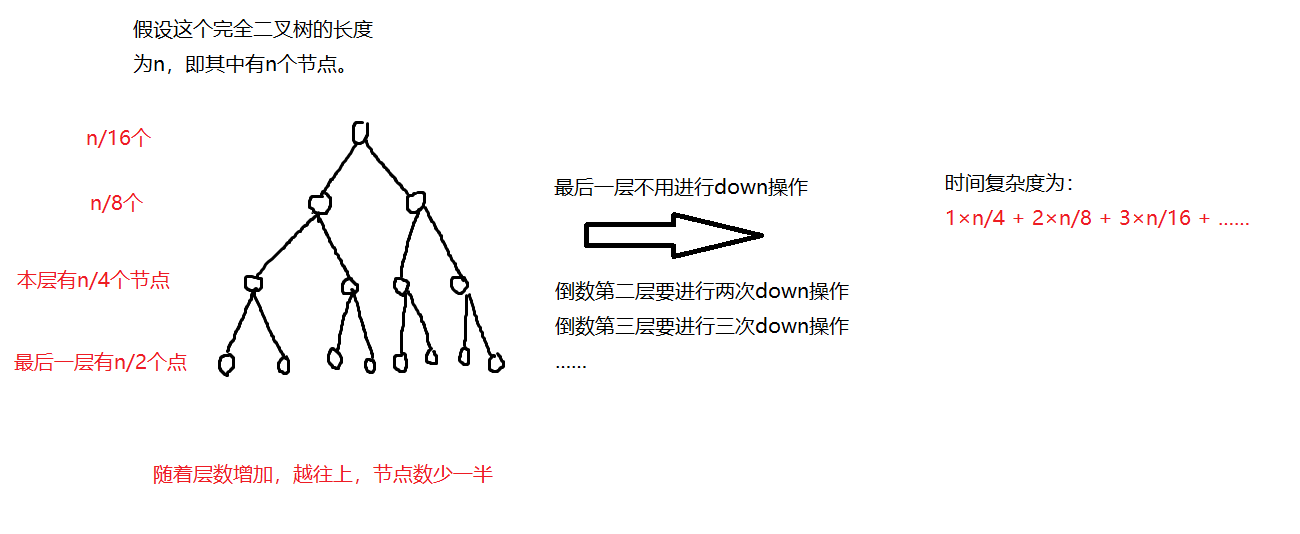 假设这个完全二叉树的长度
为n，即其中有n个节点。
n/16个
n/8个
本层有n/4个节点
最后一层有n/2个点
随着层数增加，越往上，节点数少一半
最后一层不用进行down操作
倒数第二层要进行两次down操作
倒数第三层要进行三次down操作
......
时间复杂度为：
1×n/4 + 2×n/8 + 3×n/16 + ......